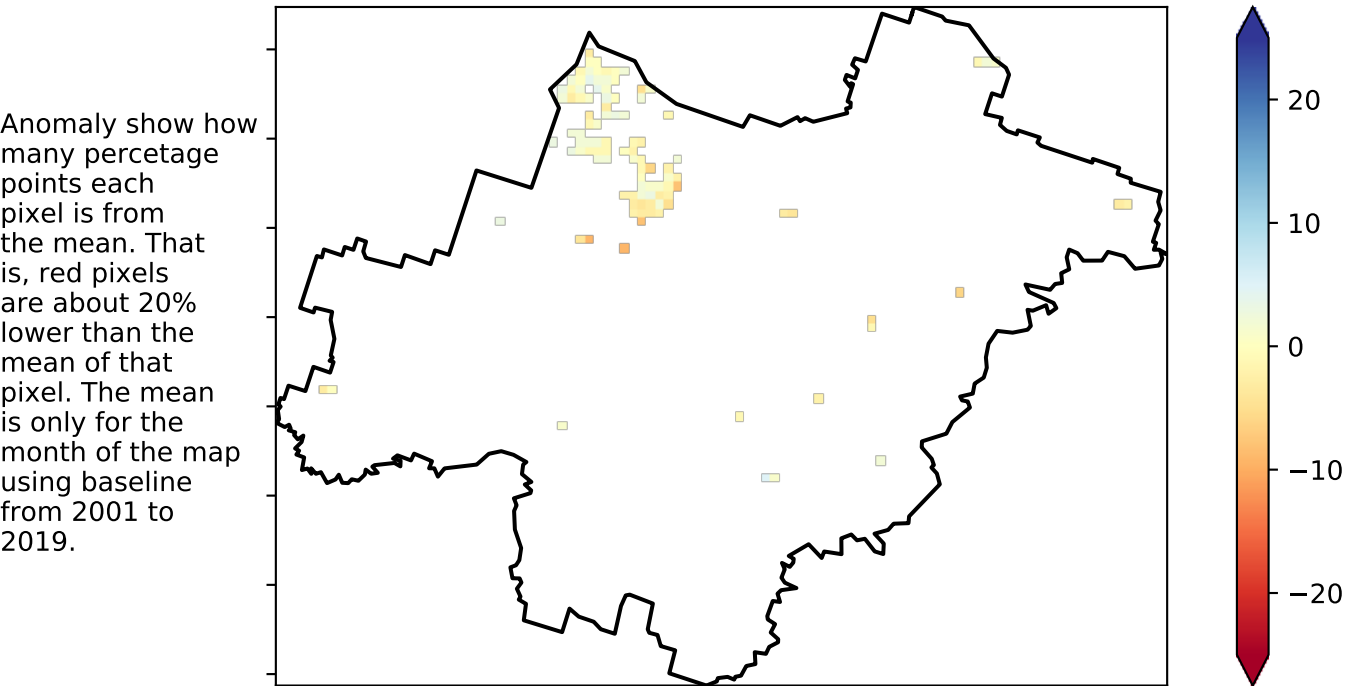 Anomaly show how
many percetage
points each
pixel is from
the mean. That
is, red pixels
are about 20%
lower than the
mean of that
pixel. The mean
is only for the
month of the map
using baseline
from 2001 to
2019.
20
10
0
−10
−20